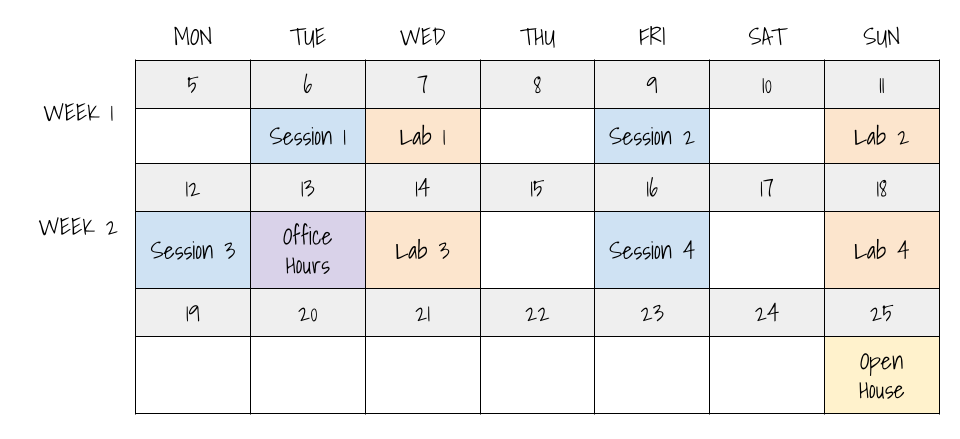 MON TUE WED THU FRI SAT SUN
5 6 7 8 9 10 11
WEEK 1
Session 1 Lab 1 Session 2 Lab 2
12 13 14 15 16 17 18
WEEK 2
Session 3 Office Hours Lab 3 Session 4 Lab 4
19 20 21 22 23 24 25
Open
House